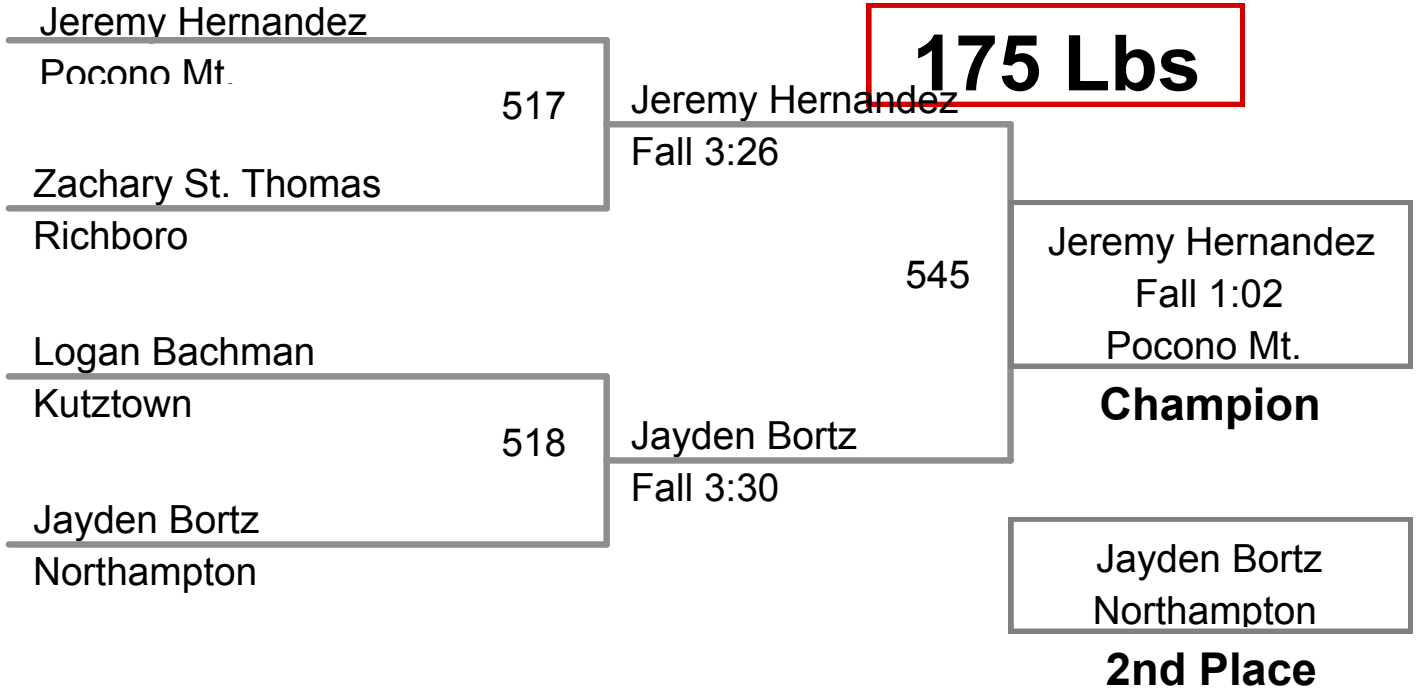 Jeremy Hernandez
Pocono Mt.
175 Lbs
517
Jeremy Hernandez
Fall 3:26
Zachary St. Thomas
Richboro
545
Jeremy Hernandez
Fall 1:02
Pocono Mt.
Champion
Logan Bachman
Kutztown
518
Jayden Bortz
Fall 3:30
Jayden Bortz
Northampton
Jayden Bortz
Northampton
2nd Place